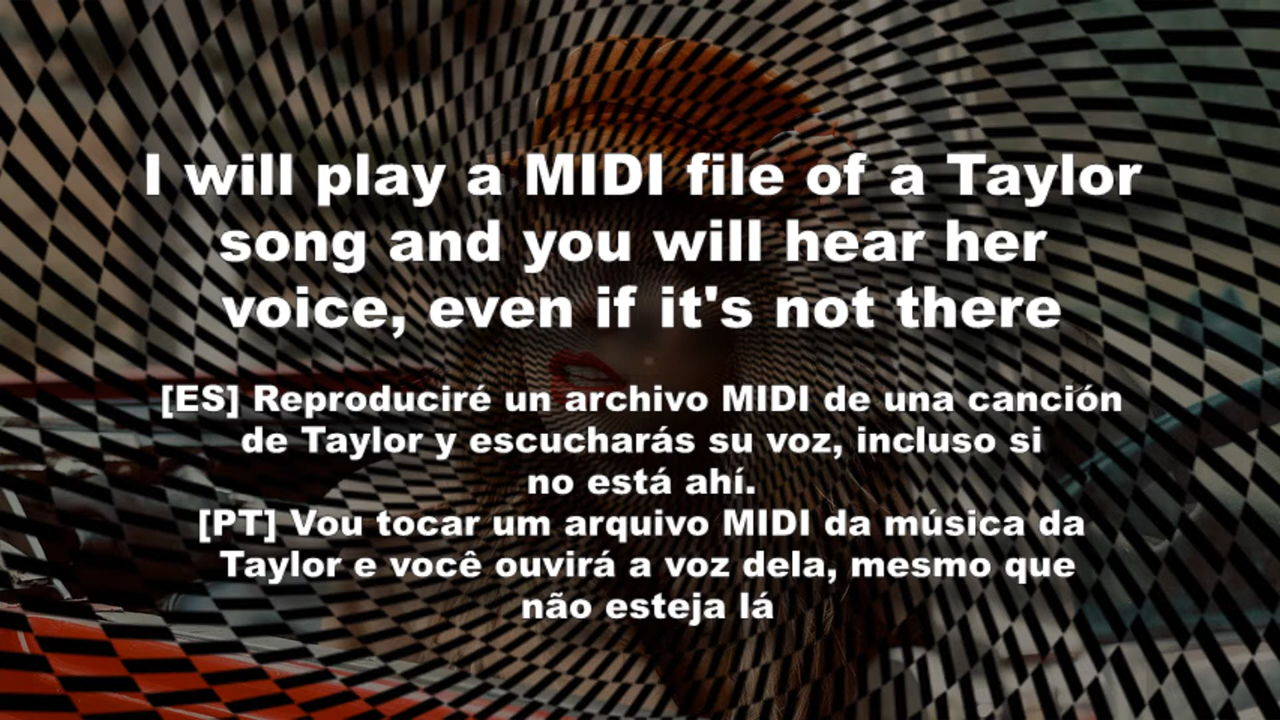 I will play a MIDI file of a Taylor
song and you will hear her
voice, even if it's not there
[ES] Reproduciré un archivo MIDI de una canción
de Taylor y escucharás su voz, incluso si
no está ahí.
[PT] Vou tocar um arquivo MIDI da música da
Taylor e você ouvirá a voz dela, mesmo que
não esteja lá